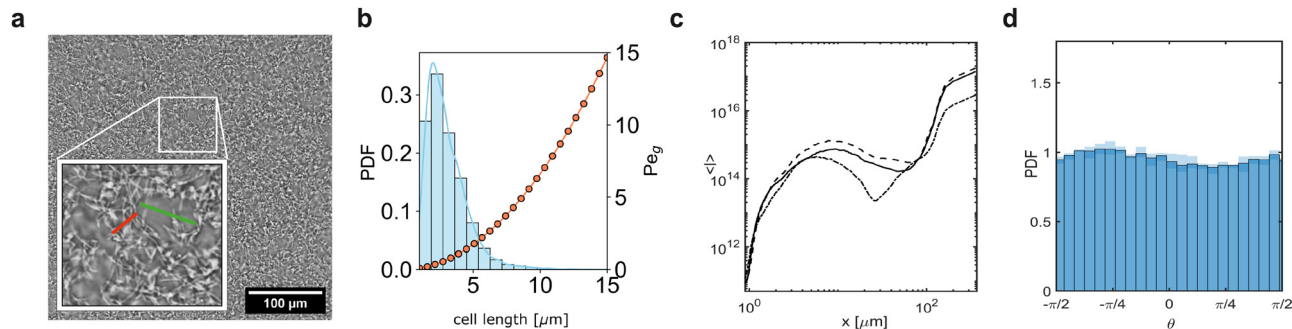 a
b
c
d
100 µm
PDF
0.3
0.2
0.1
0.0
5
10
15
cell length [µm]
15
10
5
0
Pe_g
<|>
10^18
10^16
10^14
10^12
10^0
10^2
x [µm]
PDF
1.5
1
0.5
0
-π/2
-π/4
0
π/4
π/2
θ